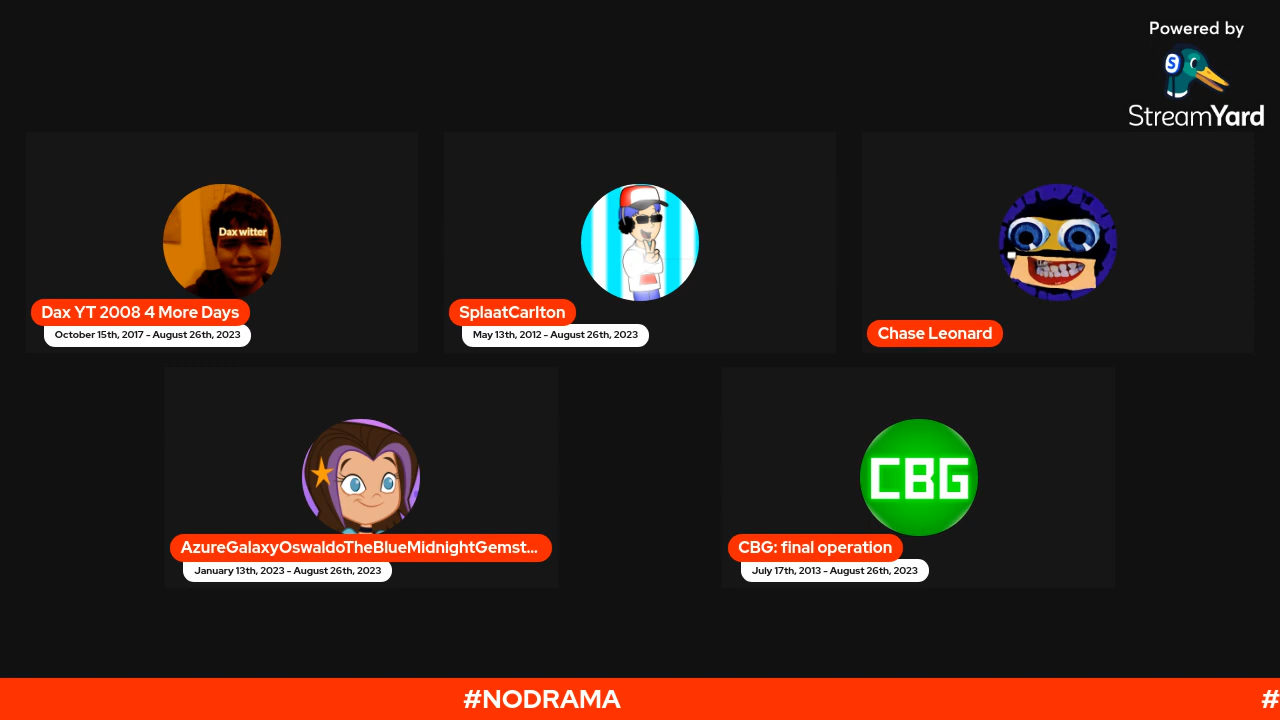 Powered by
S
StreamYard
Dax witter
Dax YT 2008 4 More Days
October 15th, 2017 - August 26th, 2023
SplaatCarlton
May 13th, 2012 - August 26th, 2023
Chase Leonard
AzureGalaxyOswaldoTheBlueMidnightGemst...
January 13th, 2023 - August 26th, 2023
CBG
CBG: final operation
July 17th, 2013 - August 26th, 2023
#NODRAMA
#